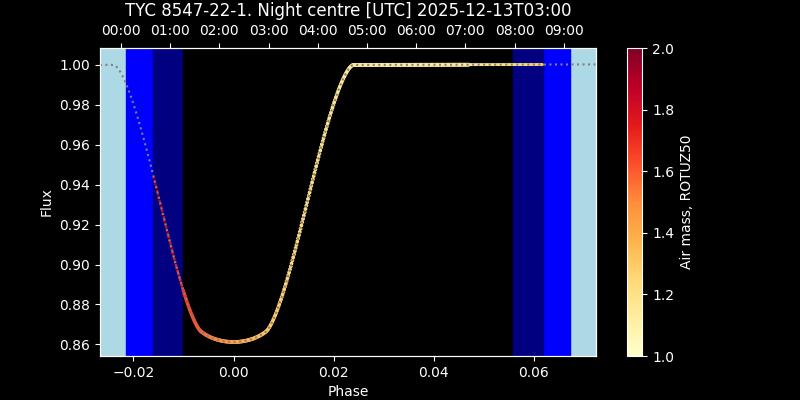 TYC 8547-22-1. Night centre [UTC] 2025-12-13T03:00
00:00 01:00 02:00 03:00 04:00 05:00 06:00 07:00 08:00 09:00
1.00
0.98
0.96
0.94
0.92
0.90
0.88
0.86
Flux
−0.02 0.00 0.02 0.04 0.06
Phase
2.0
1.8
1.6
1.4
1.2
1.0
Air mass, ROTUZ50